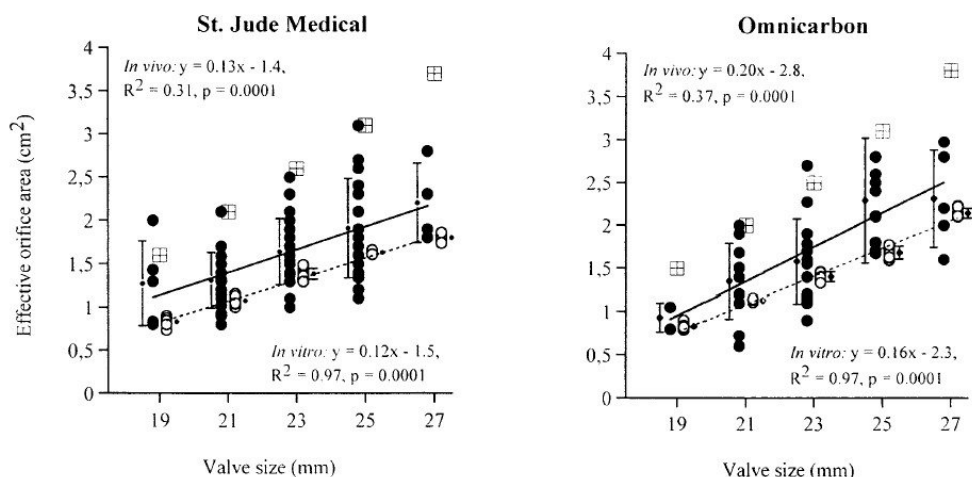 St. Jude Medical
4
3,5
3
2,5
2
1,5
1
0,5
0
Effective orifice area (cm²)
In vivo: y = 0.13x - 1.4,
R² = 0.31, p = 0.0001
In vitro: y = 0.12x - 1.5,
R² = 0.97, p = 0.0001
19 21 23 25 27
Valve size (mm)
Omnicarbon
4
3,5
3
2,5
2
1,5
1
0,5
0
In vivo: y = 0.20x - 2.8,
R² = 0.37, p = 0.0001
In vitro: y = 0.16x - 2.3,
R² = 0.97, p = 0.0001
19 21 23 25 27
Valve size (mm)